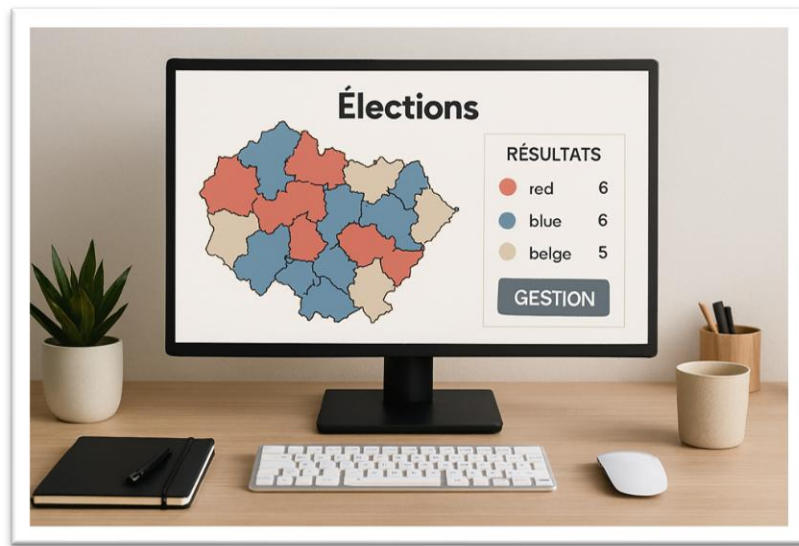 Élections
RÉSULTATS
red 6
blue 6
belge 5
GESTION